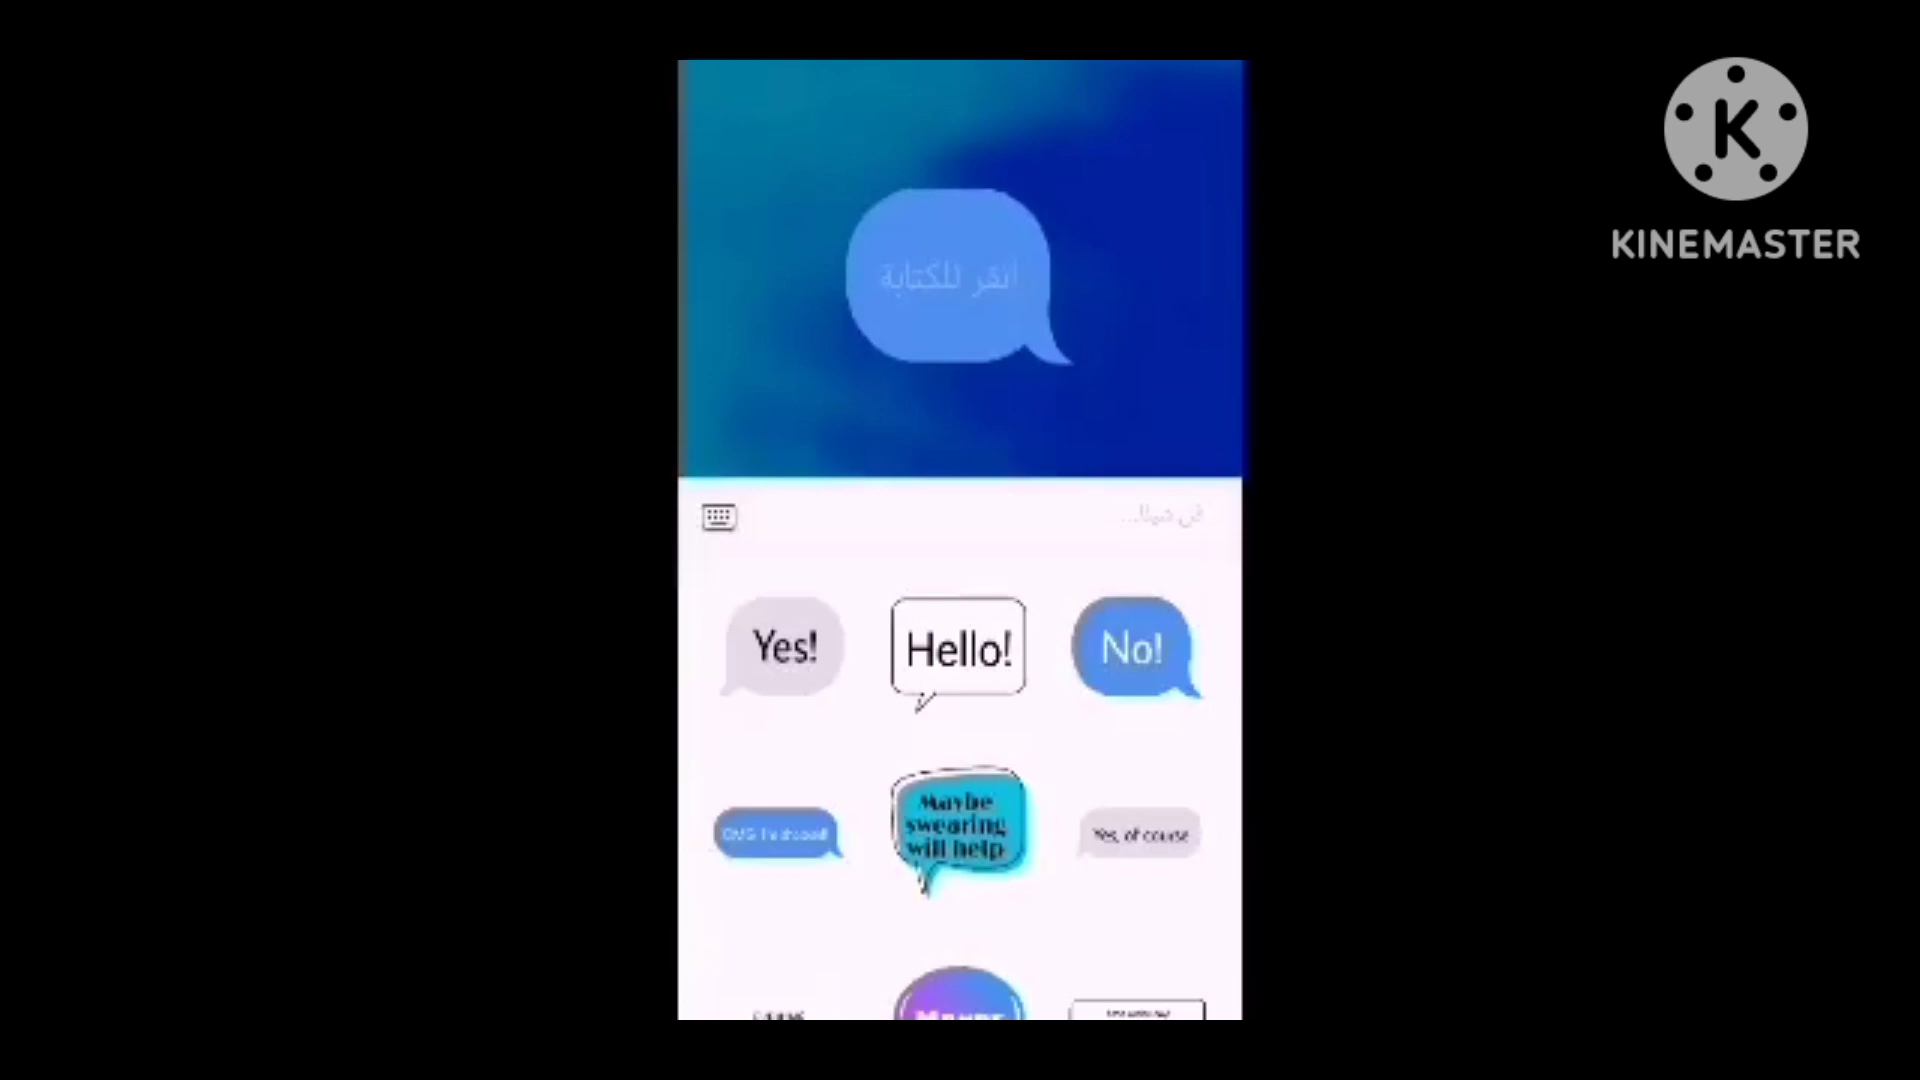 KINEMASTER
انقر للكتابة
Yes!
Hello!
No!
Maybe
swearing
will help
Yes, of course